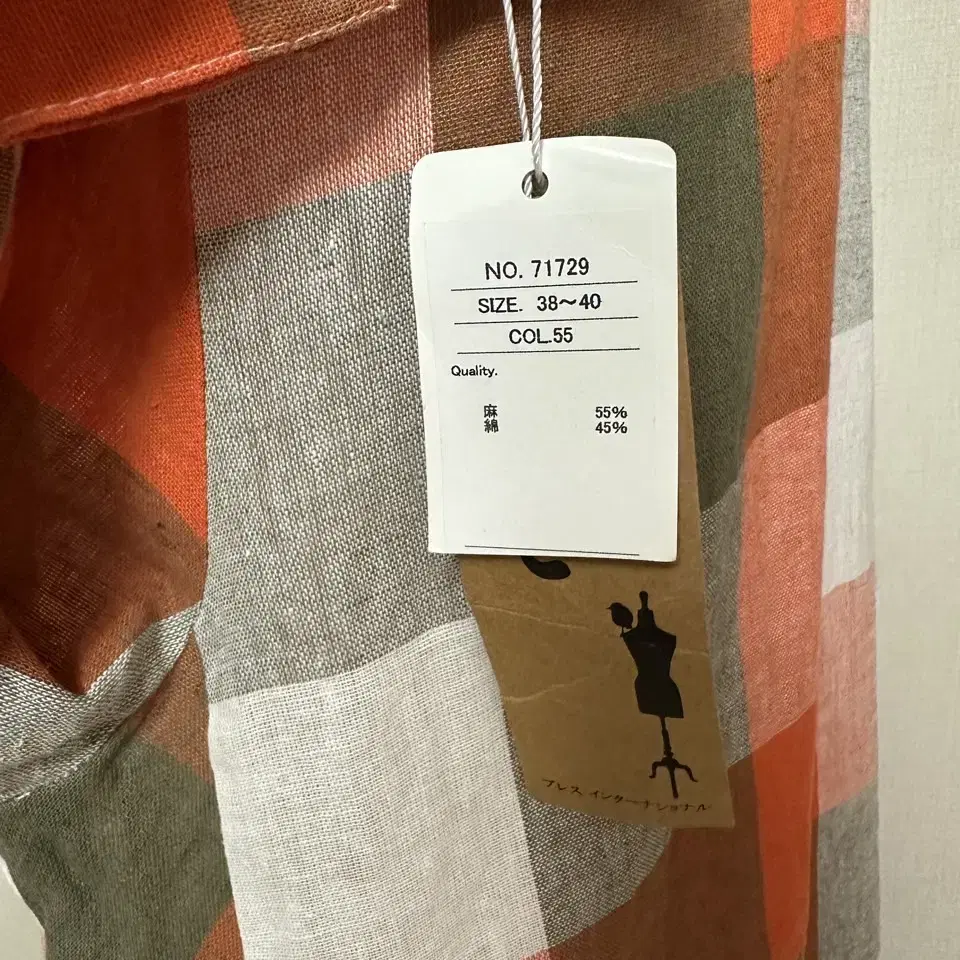 NO. 71729
SIZE. 38～40
COL.55
Quality.
麻 55%
綿 45%
プレス インターナショナル